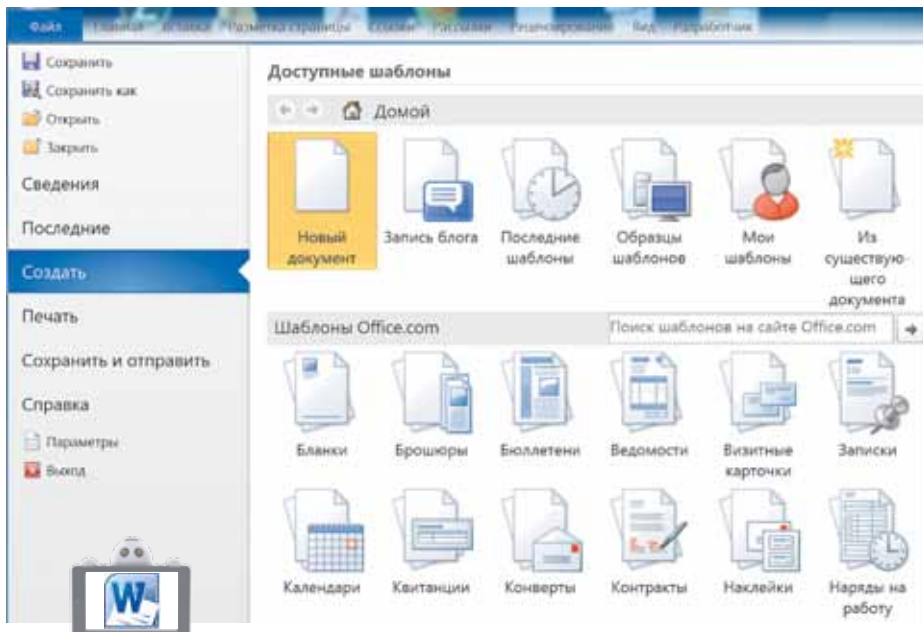 Файл Главная Вставка Разметка страницы Ссылки Рассылки Рецензирование Вид Разработчик
Сохранить
Сохранить как
Открыть
Закрыть
Сведения
Последние
Создать
Печать
Сохранить и отправить
Справка
Параметры
Выход
Доступные шаблоны
Домой
Новый
документ
Запись блога
Последние
шаблоны
Образцы
шаблонов
Мои
шаблоны
Из
существую-
щего
документа
Шаблоны Office.com
Поиск шаблонов на сайте Office.com
Бланки
Брошюры
Бюллетени
Ведомости
Визитные
карточки
Записки
Календари
Квитанции
Конверты
Контракты
Наклейки
Наряды на
работу
W